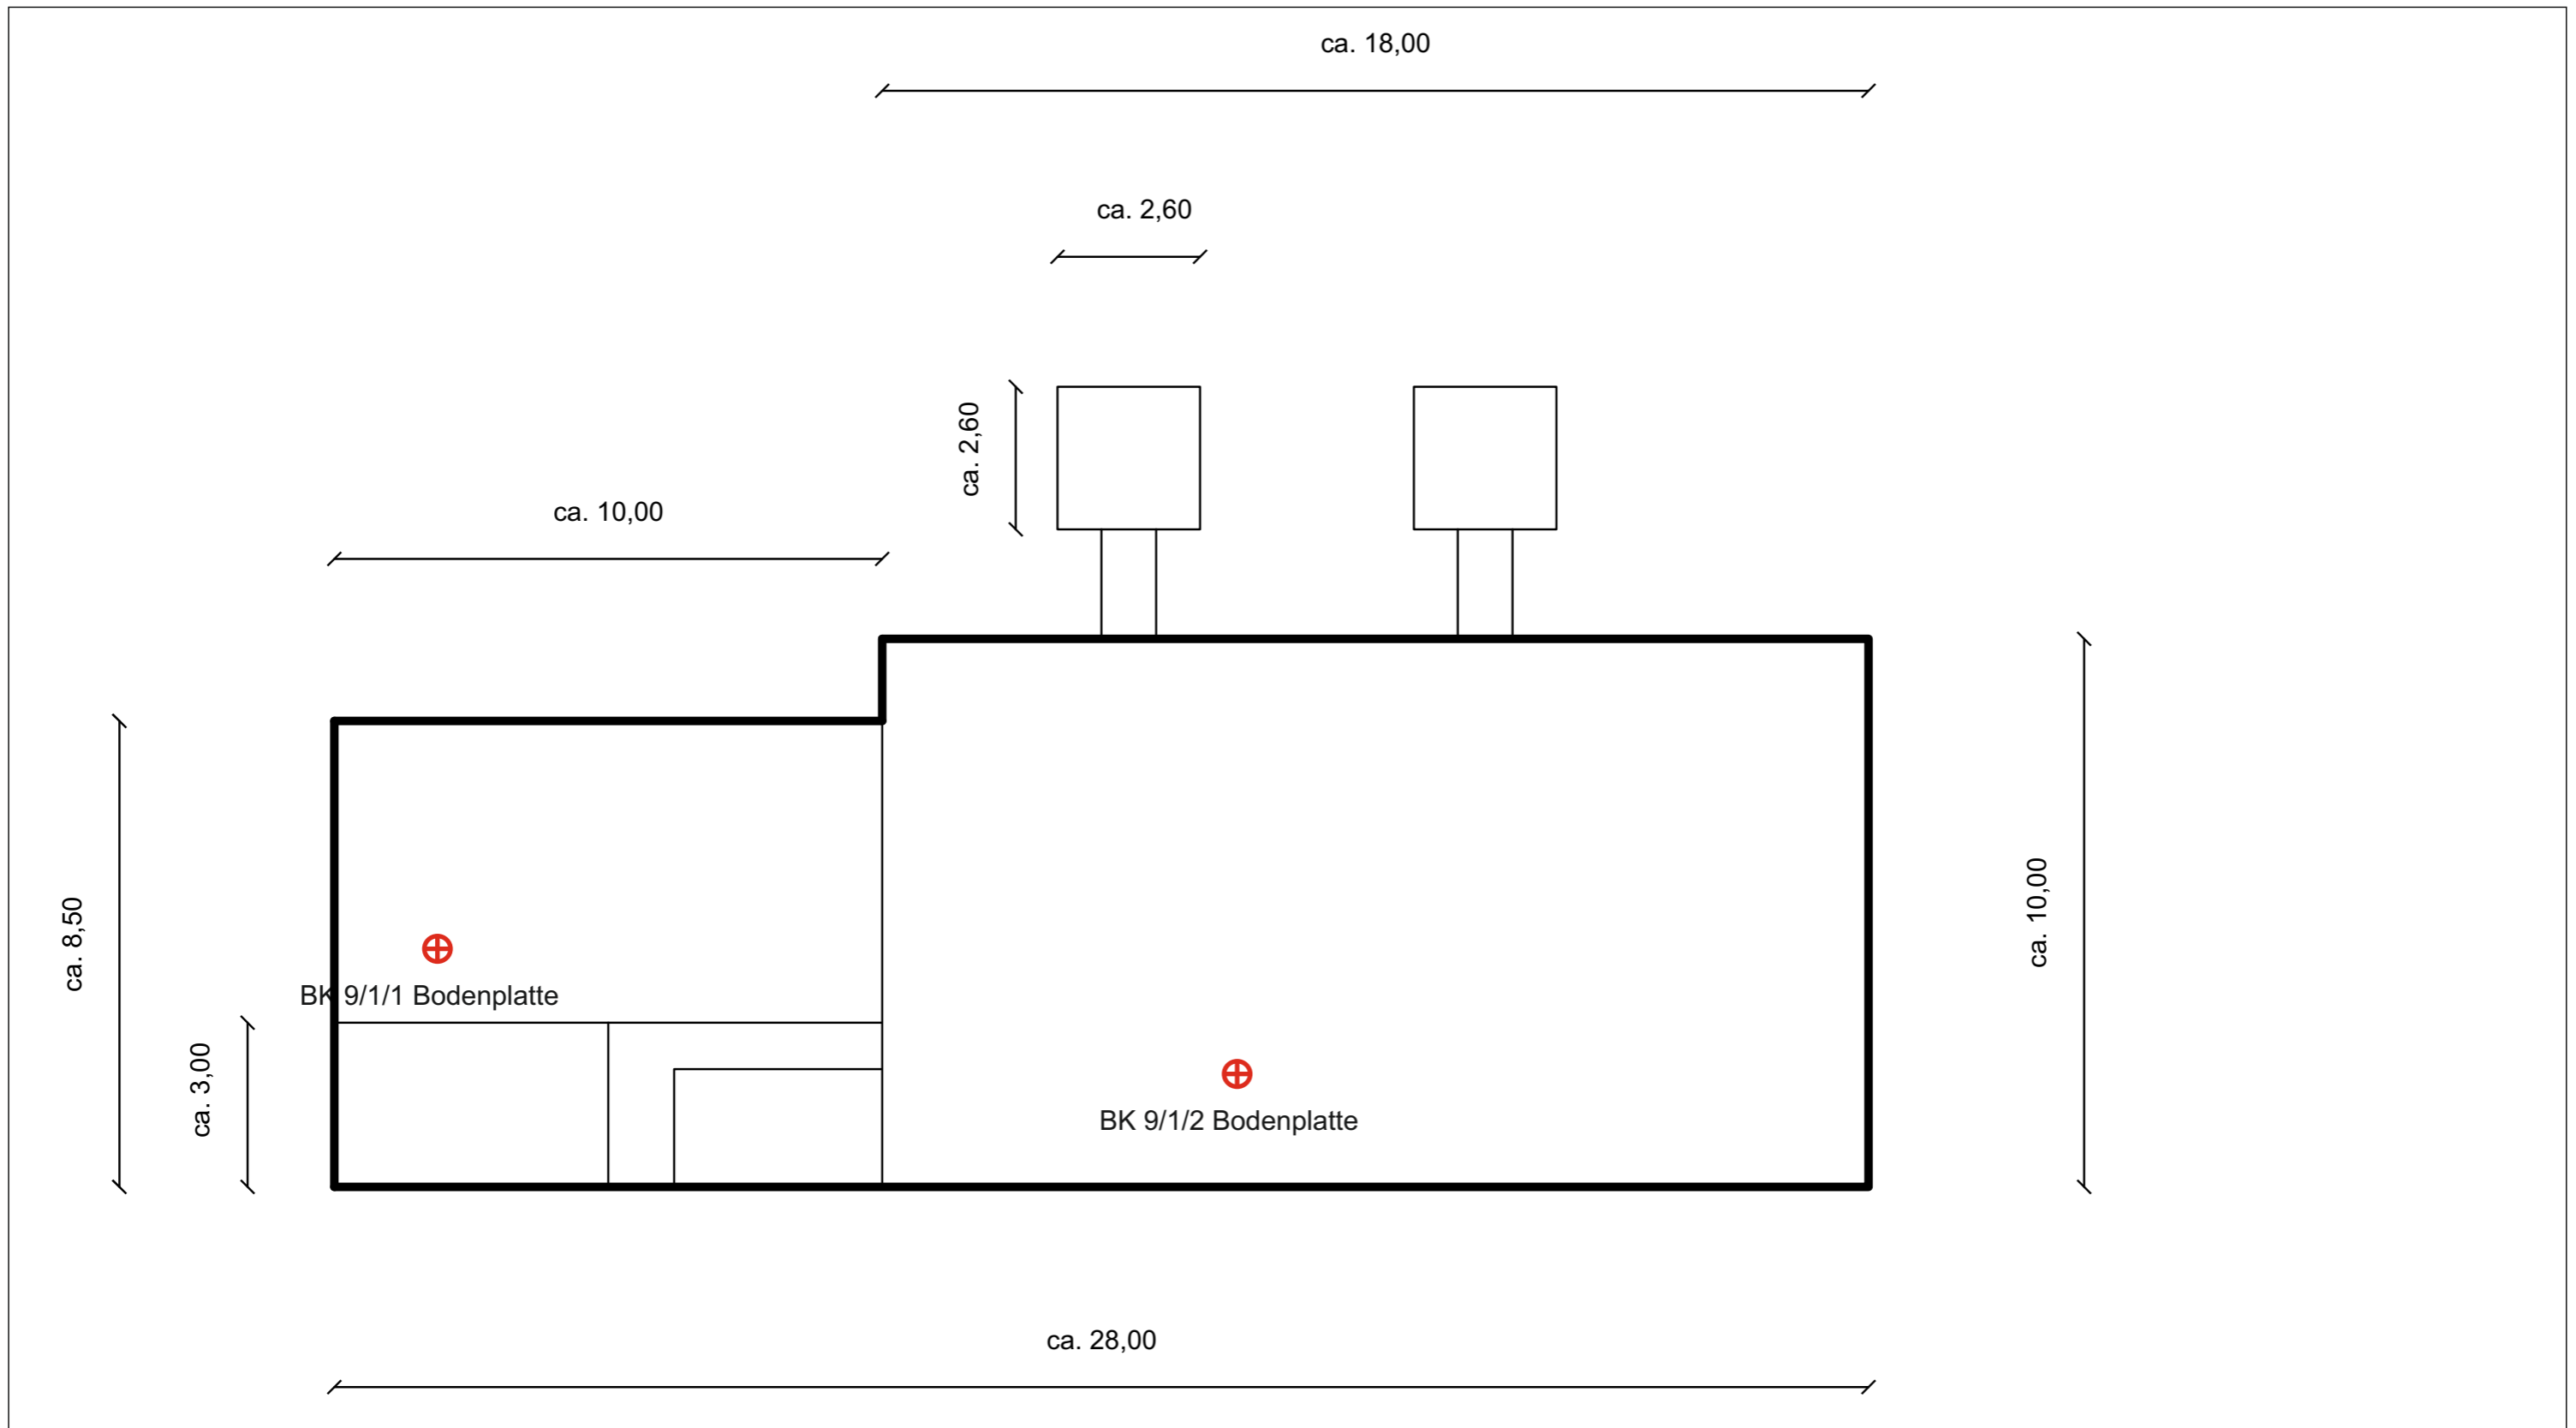 ca. 18,00
ca. 2,60
ca. 2,60
ca. 10,00
ca. 8,50
ca. 10,00
BK 9/1/1 Bodenplatte
ca. 3,00
BK 9/1/2 Bodenplatte
ca. 28,00